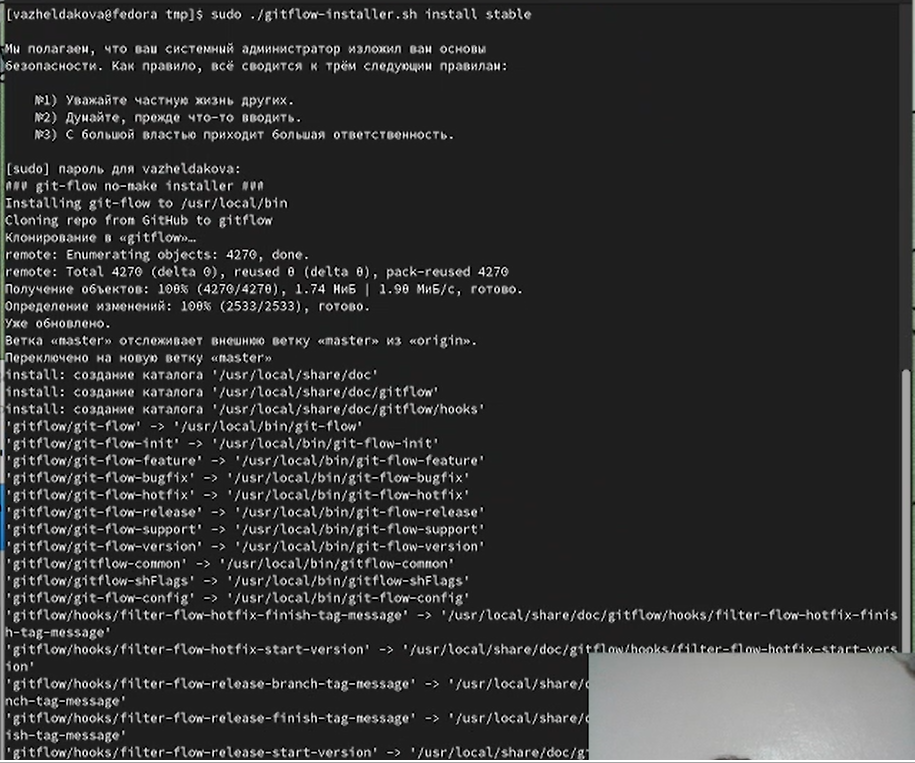 [vazheldakova@fedora tmp]$ sudo ./gitflow-installer.sh install stable
Мы полагаем, что ваш системный администратор изложил вам основы
безопасности. Как правило, всё сводится к трём следующим правилам:
№1) Уважайте частную жизнь других.
№2) Думайте, прежде что-то вводить.
№3) С большой властью приходит большая ответственность.
[sudo] пароль для vazheldakova:
### git-flow no-make installer ###
Installing git-flow to /usr/local/bin
Cloning repo from GitHub to gitflow
Клонирование в «gitflow»…
remote: Enumerating objects: 4270, done.
remote: Total 4270 (delta 0), reused 0 (delta 0), pack-reused 4270
Получение объектов: 100% (4270/4270), 1.74 МиБ | 1.90 МиБ/с, готово.
Определение изменений: 100% (2533/2533), готово.
Уже обновлено.
Ветка «master» отслеживает внешнюю ветку «master» из «origin».
Переключено на новую ветку «master»
install: создание каталога '/usr/local/share/doc'
install: создание каталога '/usr/local/share/doc/gitflow'
install: создание каталога '/usr/local/share/doc/gitflow/hooks'
'gitflow/git-flow' -> '/usr/local/bin/git-flow'
'gitflow/git-flow-init' -> '/usr/local/bin/git-flow-init'
'gitflow/git-flow-feature' -> '/usr/local/bin/git-flow-feature'
'gitflow/git-flow-bugfix' -> '/usr/local/bin/git-flow-bugfix'
'gitflow/git-flow-hotfix' -> '/usr/local/bin/git-flow-hotfix'
'gitflow/git-flow-release' -> '/usr/local/bin/git-flow-release'
'gitflow/git-flow-support' -> '/usr/local/bin/git-flow-support'
'gitflow/git-flow-version' -> '/usr/local/bin/git-flow-version'
'gitflow/gitflow-common' -> '/usr/local/bin/gitflow-common'
'gitflow/gitflow-shFlags' -> '/usr/local/bin/gitflow-shFlags'
'gitflow/git-flow-config' -> '/usr/local/bin/git-flow-config'
'gitflow/hooks/filter-flow-hotfix-finish-tag-message' -> '/usr/local/share/doc/gitflow/hooks/filter-flow-hotfix-finis
h-tag-message'
'gitflow/hooks/filter-flow-hotfix-start-version' -> '/usr/local/share/doc/gitflow/hooks/filter-flow-hotfix-start-vers
ion'
'gitflow/hooks/filter-flow-release-branch-tag-message' -> '/usr/local/share/d
nch-tag-message'
'gitflow/hooks/filter-flow-release-finish-tag-message' -> '/usr/local/share/d
ish-tag-message'
'gitflow/hooks/filter-flow-release-start-version' -> '/usr/local/share/doc/g